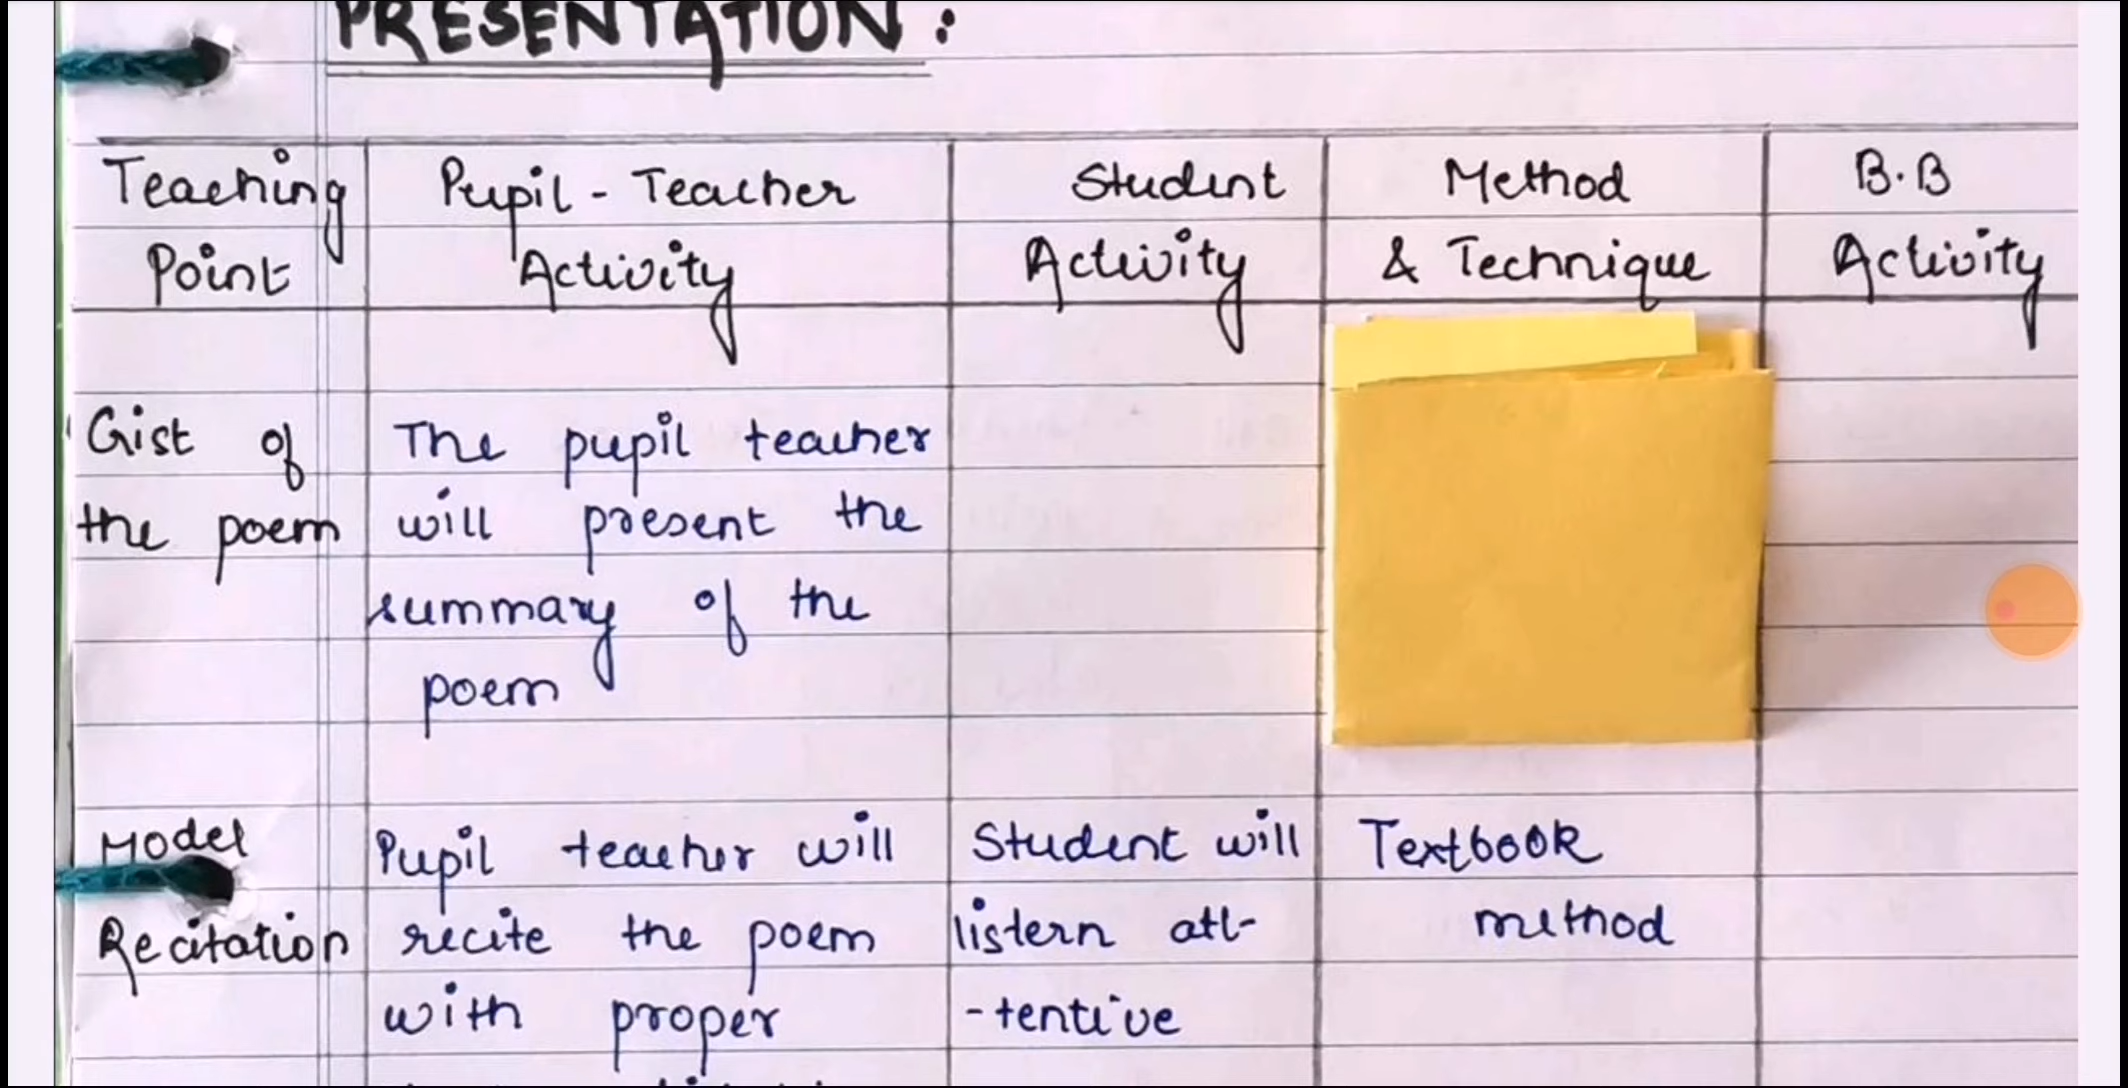 PRESENTATION:
Teaching Point
Pupil - Teacher Activity
Student Activity
Method & Technique
B.B Activity
Gist of
the poem
The pupil teacher
will present the
summary of the
poem
Model
Recitation
Pupil teacher will
recite the poem
with proper
Student will
listern att-
-tentive
Textbook
method